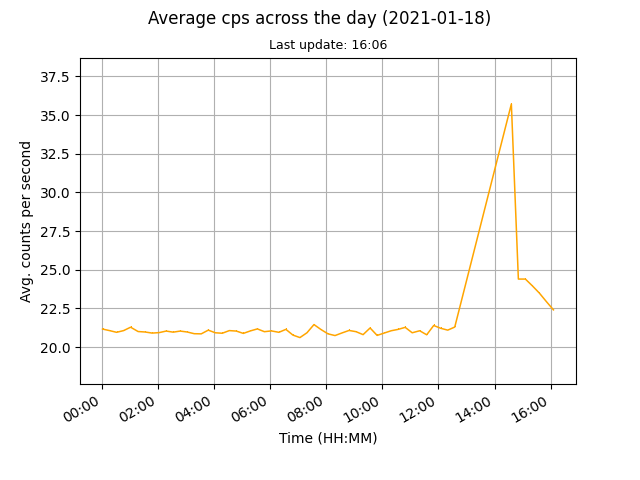 Average cps across the day (2021-01-18)
Last update: 16:06
37.5
35.0
32.5
30.0
27.5
25.0
22.5
20.0
Avg. counts per second
00:00 02:00 04:00 06:00 08:00 10:00 12:00 14:00 16:00
Time (HH:MM)